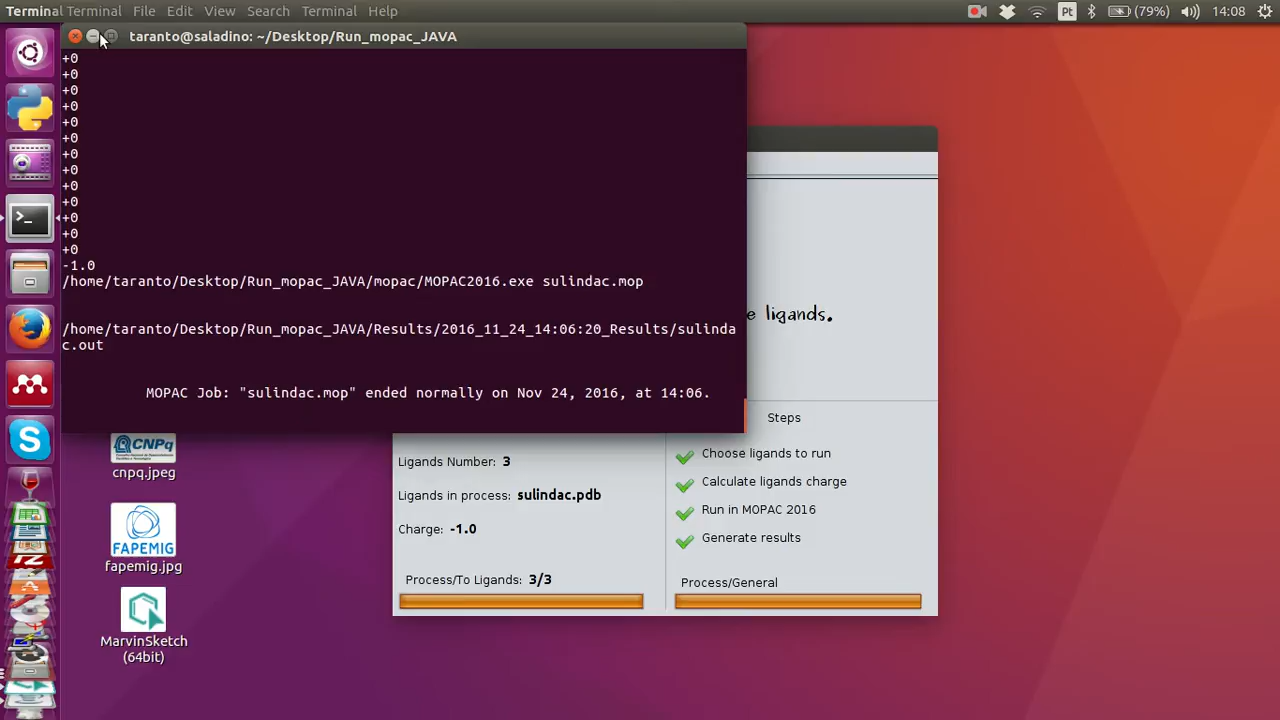 Terminal Terminal File Edit View Search Terminal Help
Pt (79%) 14:08
taranto@saladino: ~/Desktop/Run_mopac_JAVA
+0
+0
+0
+0
+0
+0
+0
+0
+0
+0
+0
+0
+0
-1.0
/home/taranto/Desktop/Run_mopac_JAVA/mopac/MOPAC2016.exe sulindac.mop
/home/taranto/Desktop/Run_mopac_JAVA/Results/2016_11_24_14:06:20_Results/sulinda
c.out
MOPAC Job: "sulindac.mop" ended normally on Nov 24, 2016, at 14:06.
e ligands.
Steps
Choose ligands to run
Calculate ligands charge
Run in MOPAC 2016
Generate results
Process/General
Ligands Number: 3
Ligands in process: sulindac.pdb
Charge: -1.0
Process/To Ligands: 3/3
CNPq
cnpq.jpeg
FAPEMIG
fapemig.jpg
MarvinSketch
(64bit)